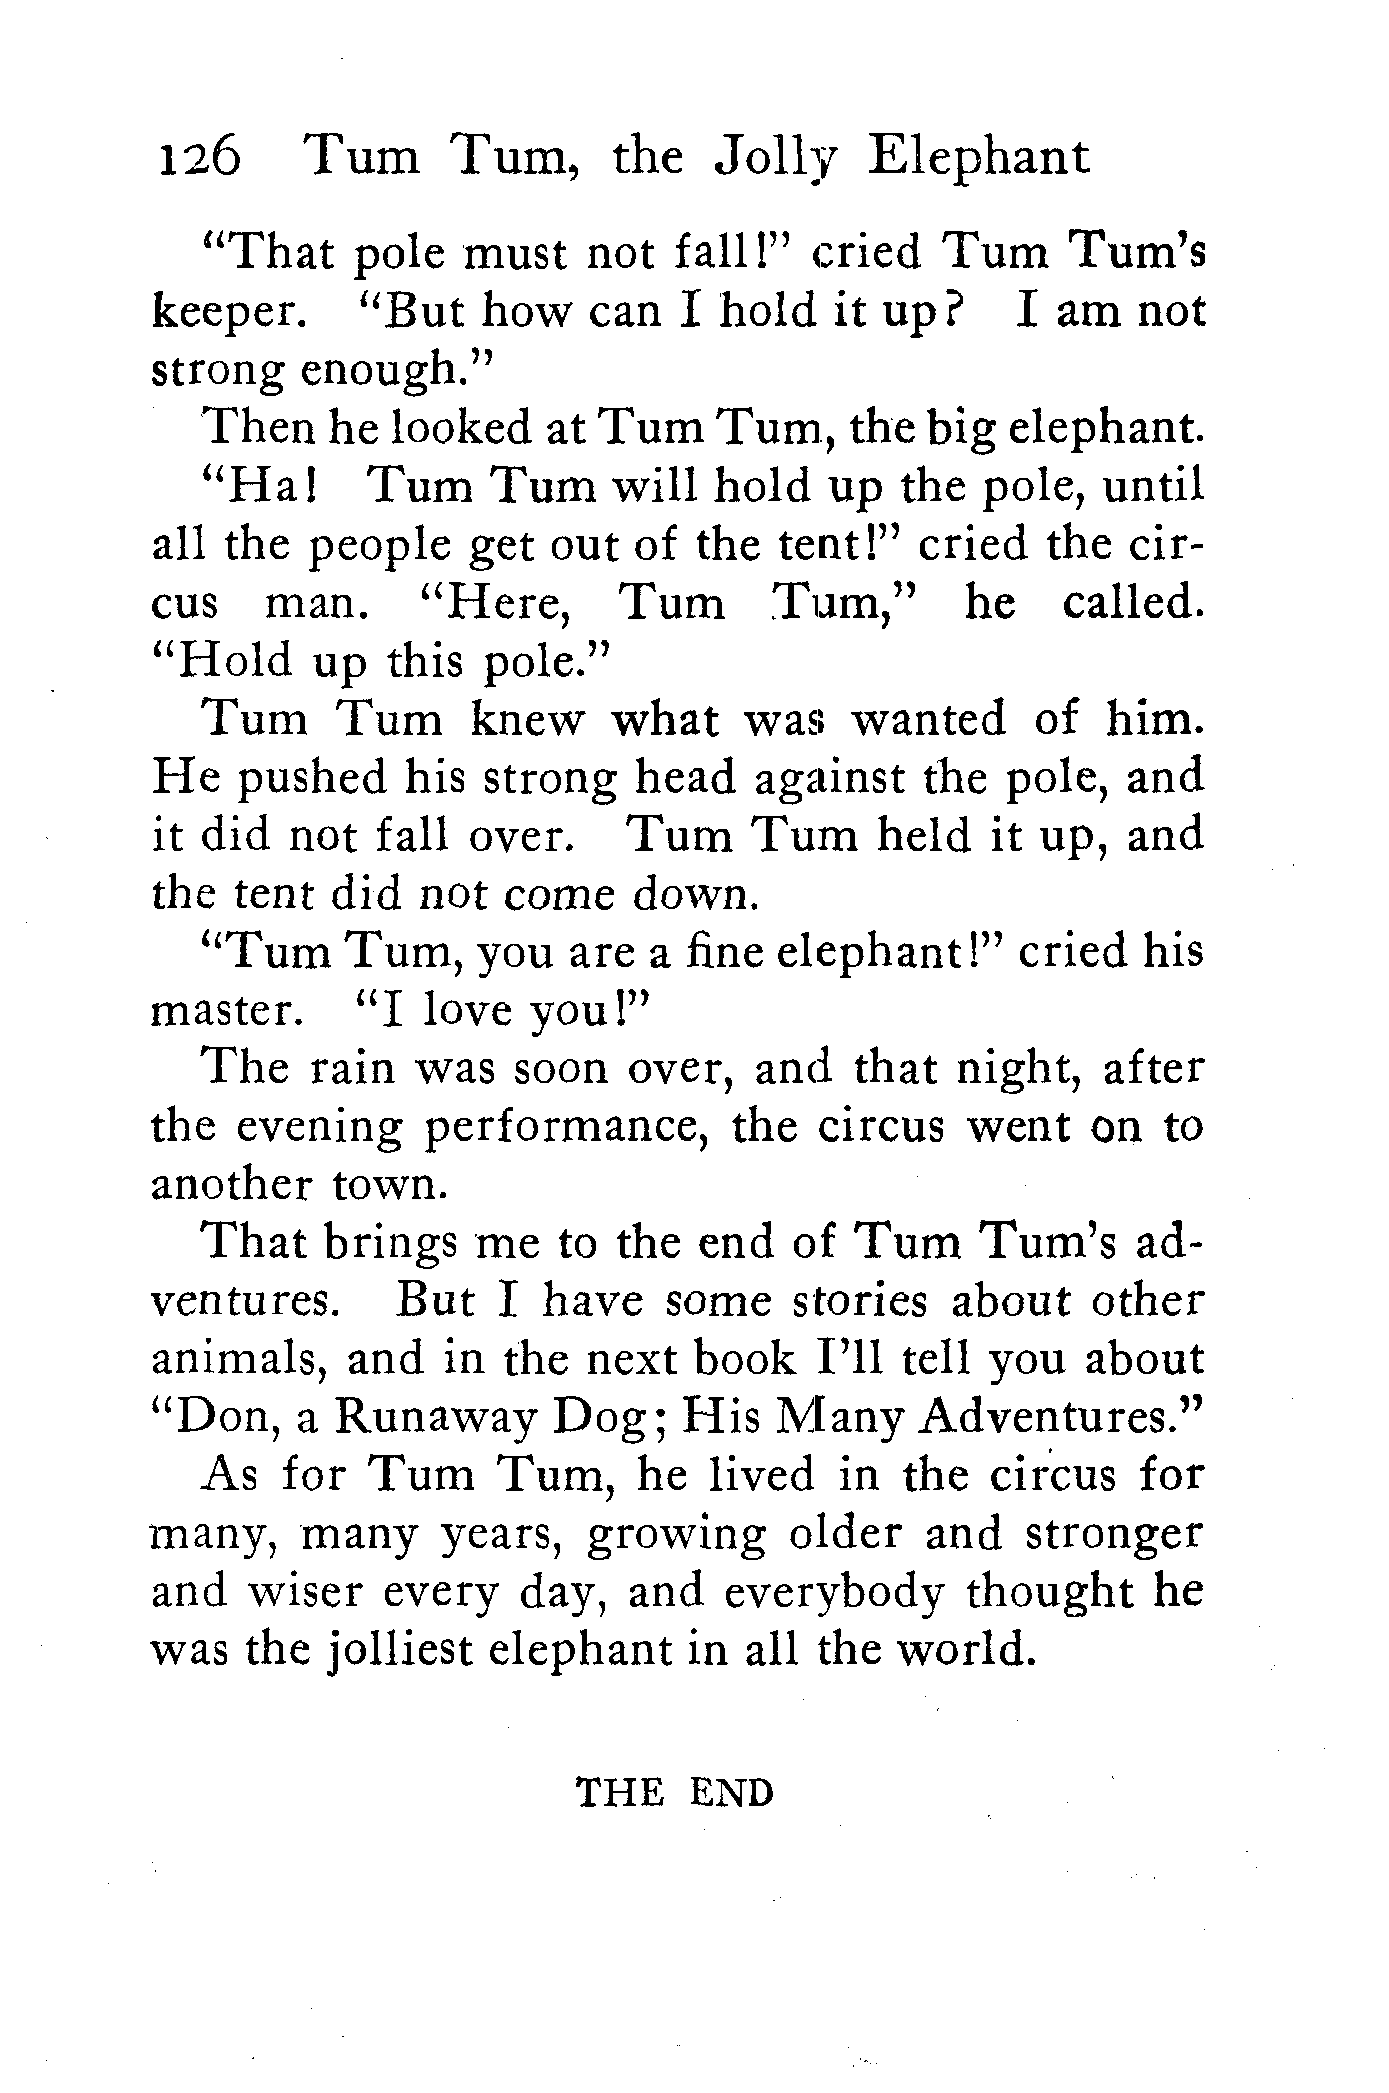 126 Tum Tum, the Jolly Elephant
“That pole must not fall!” cried Tum Tum’s
keeper. “But how can I hold it up? I am not
strong enough.”
Then he looked at Tum Tum, the big elephant.
“Ha! Tum Tum will hold up the pole, until
all the people get out of the tent!” cried the cir-
cus man. “Here, Tum Tum,” he called.
“Hold up this pole.”
Tum Tum knew what was wanted of him.
He pushed his strong head against the pole, and
it did not fall over. Tum Tum held it up, and
the tent did not come down.
“Tum Tum, you are a fine elephant!” cried his
master. “I love you!”
The rain was soon over, and that night, after
the evening performance, the circus went on to
another town.
That brings me to the end of Tum Tum’s ad-
ventures. But I have some stories about other
animals, and in the next book I’ll tell you about
“Don, a Runaway Dog; His Many Adventures.”
As for Tum Tum, he lived in the circus for
many, many years, growing older and stronger
and wiser every day, and everybody thought he
was the jolliest elephant in all the world.
THE END